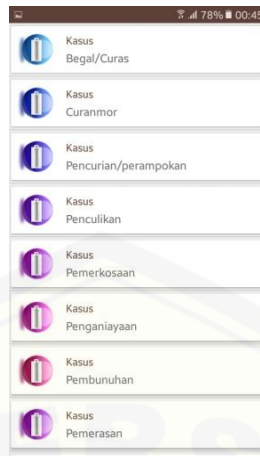 78% 00:45
Kasus
Begal/Curas
Kasus
Curanmor
Kasus
Pencurian/perampokan
Kasus
Penculikan
Kasus
Pemerkosaan
Kasus
Penganiayaan
Kasus
Pembunuhan
Kasus
Pemerasan